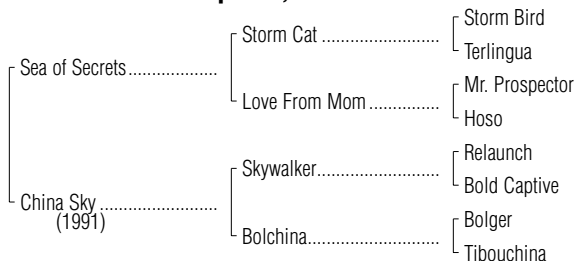 Storm Bird
Storm Cat
Terlingua
Sea of Secrets
Mr. Prospector
Love From Mom
Hoso
Relaunch
Skywalker
Bold Captive
China Sky
(1991)
Bolger
Bolchina
Tibouchina